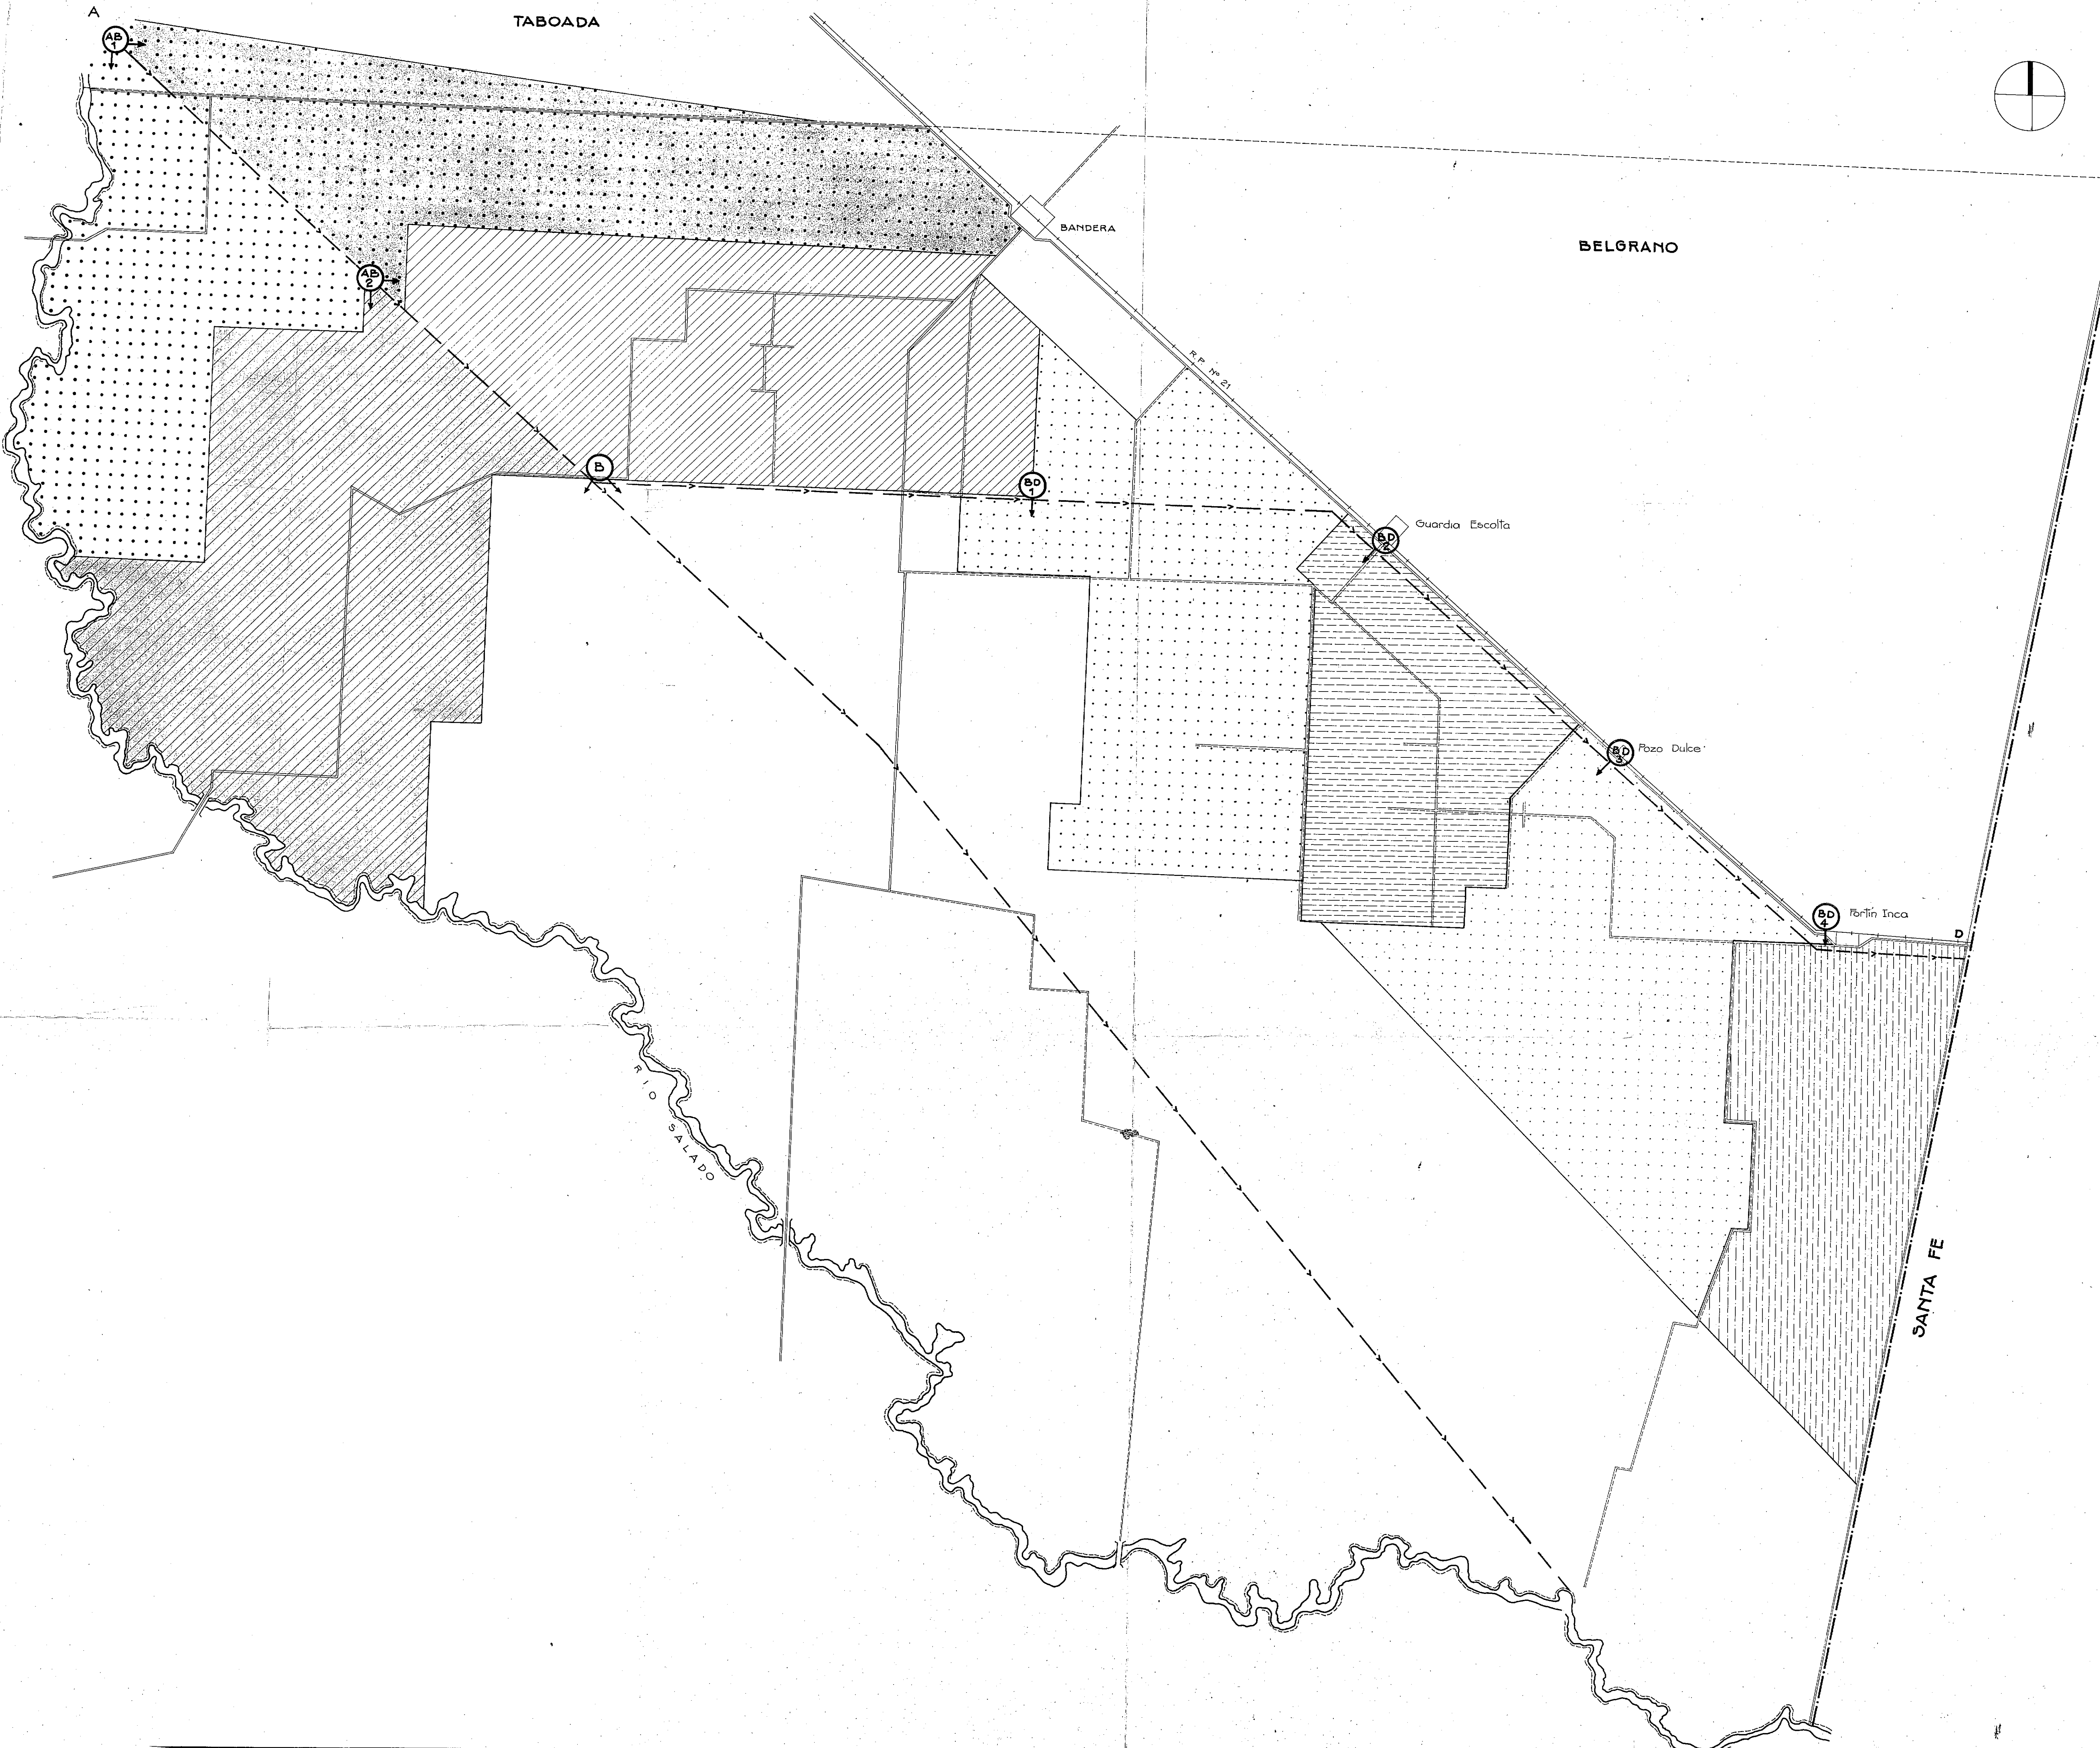 A
TABOADA
AB
1
BANDERA
BELGRANO
AB
2
R. P. Nº 21
B
BD
1
Guardia Escolta
BD
2
BD
3
Pozo Dulce
BD
4
Fortín Inca
D
RIO SALADO
SANTA FE